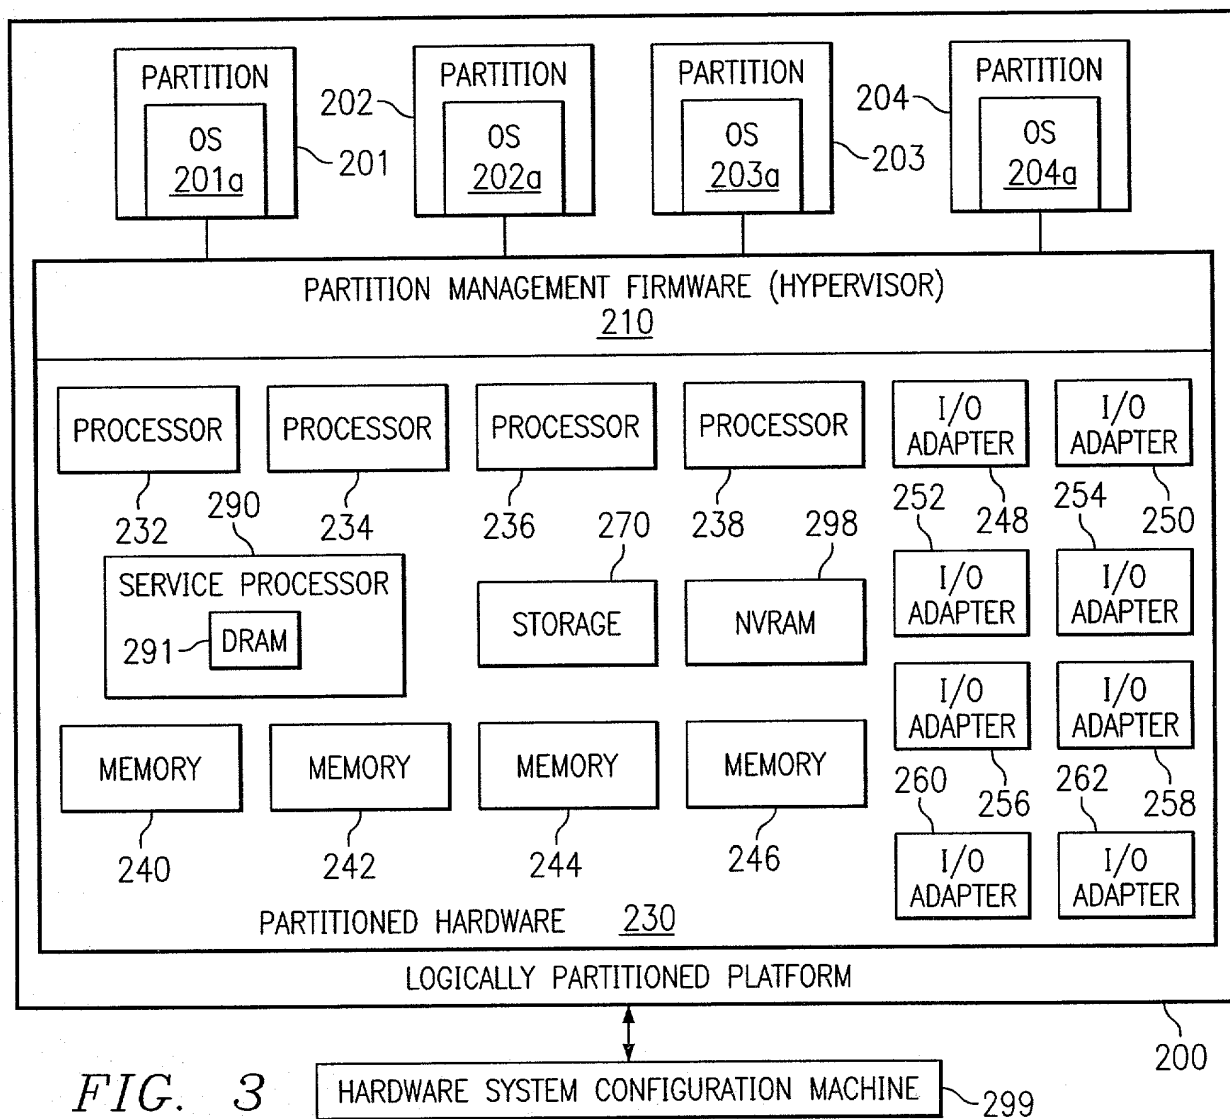 PARTITION
OS
201a
201
202
PARTITION
OS
202a
PARTITION
OS
203a
203
204
PARTITION
OS
204a
PARTITION MANAGEMENT FIRMWARE (HYPERVISOR)
210
PROCESSOR
232
PROCESSOR
234
PROCESSOR
236
PROCESSOR
238
I/O
ADAPTER
248
I/O
ADAPTER
250
290
SERVICE PROCESSOR
291
DRAM
270
STORAGE
298
NVRAM
252
I/O
ADAPTER
254
I/O
ADAPTER
I/O
ADAPTER
256
I/O
ADAPTER
258
MEMORY
240
MEMORY
242
MEMORY
244
MEMORY
246
260
I/O
ADAPTER
262
I/O
ADAPTER
PARTITIONED HARDWARE 230
LOGICALLY PARTITIONED PLATFORM
200
FIG. 3
HARDWARE SYSTEM CONFIGURATION MACHINE
299